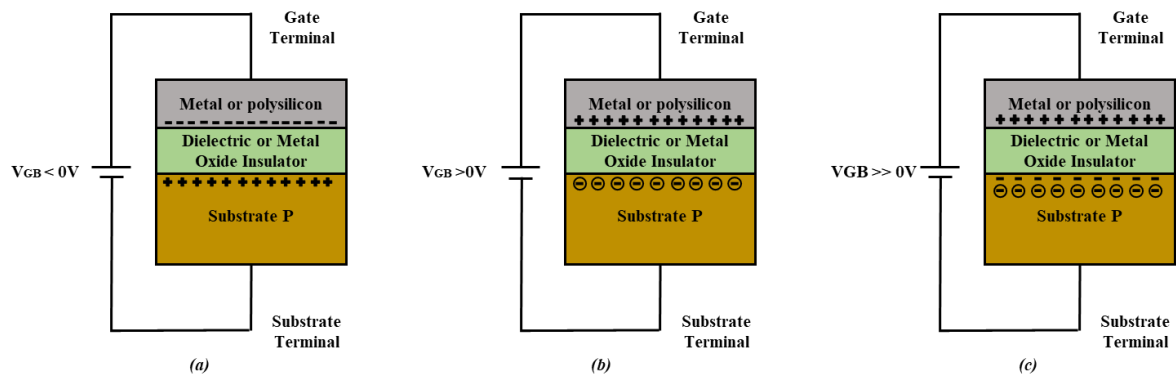 Gate
Terminal
Metal or polysilicon
Dielectric or Metal
Oxide Insulator
VGB < 0V
Substrate P
Substrate
Terminal
(a)
Gate
Terminal
Metal or polysilicon
Dielectric or Metal
Oxide Insulator
VGB >0V
Substrate P
Substrate
Terminal
(b)
Gate
Terminal
Metal or polysilicon
Dielectric or Metal
Oxide Insulator
VGB >> 0V
Substrate P
Substrate
Terminal
(c)